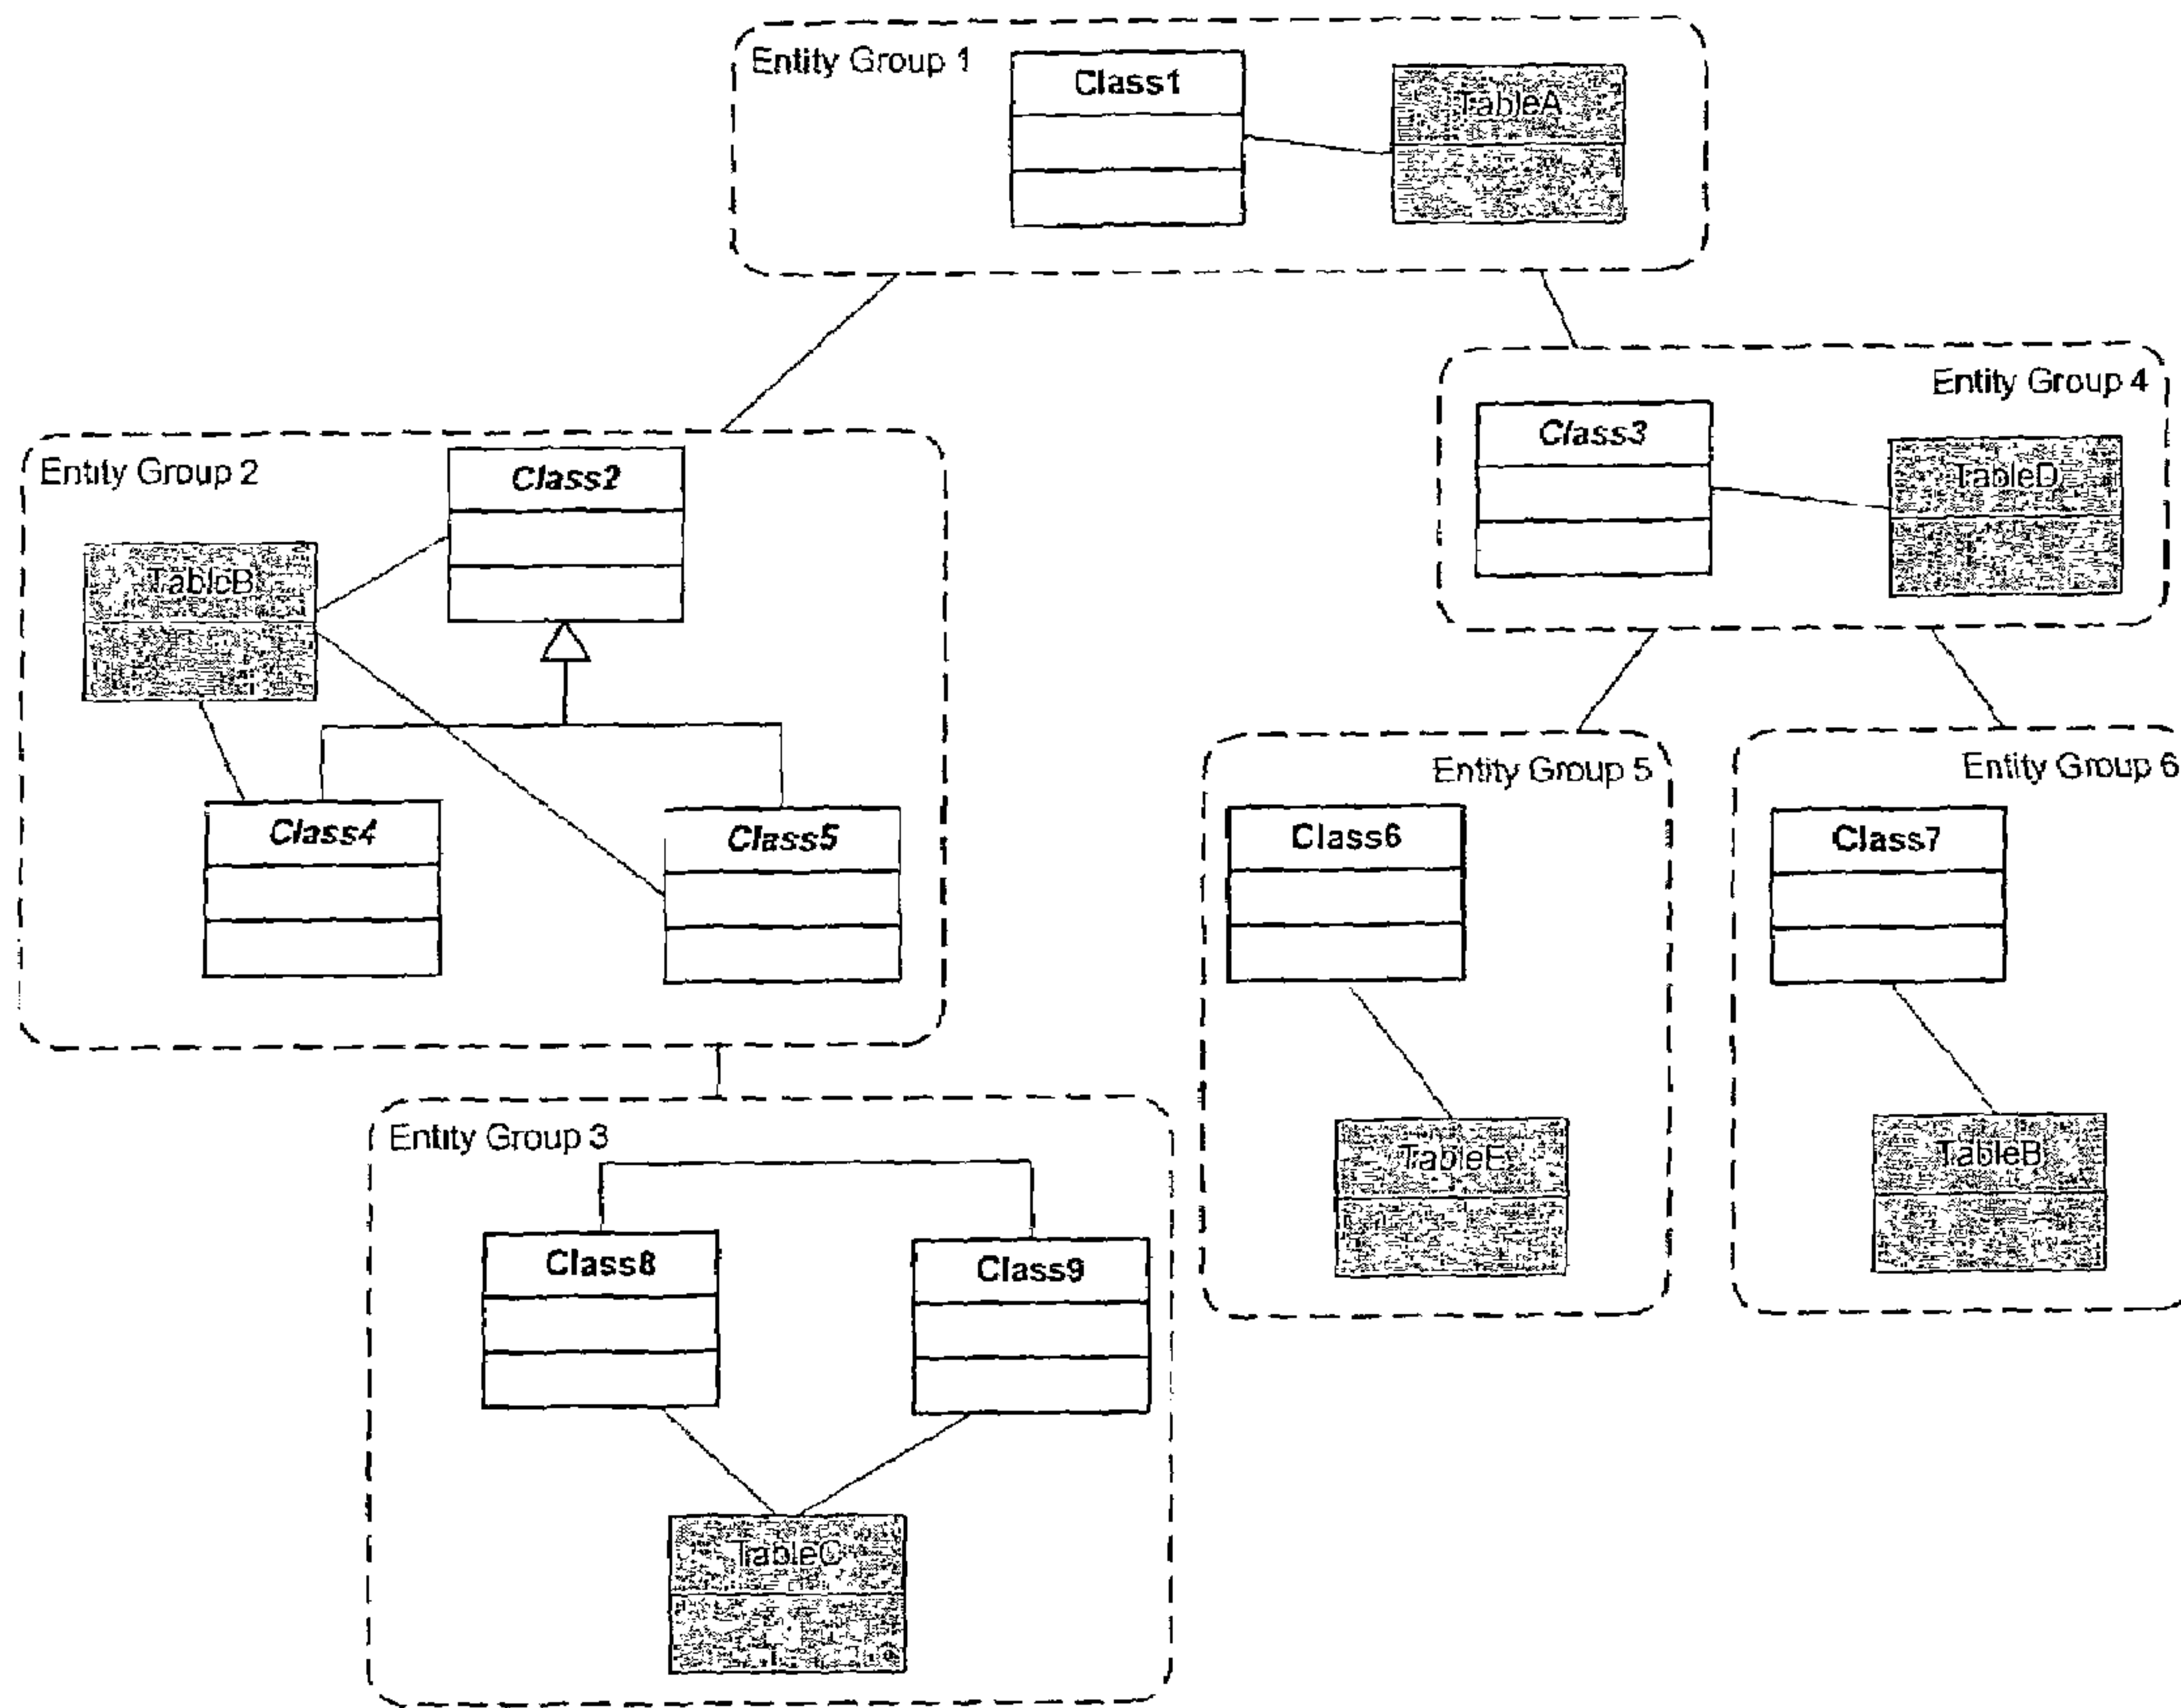 Entity Group 1
Class1
TableA
Entity Group 4
Class3
TableD
Entity Group 2
Class2
TableB
Class4
Class5
Entity Group 5
Class6
TableE
Entity Group 6
Class7
TableB
Entity Group 3
Class8
Class9
TableC